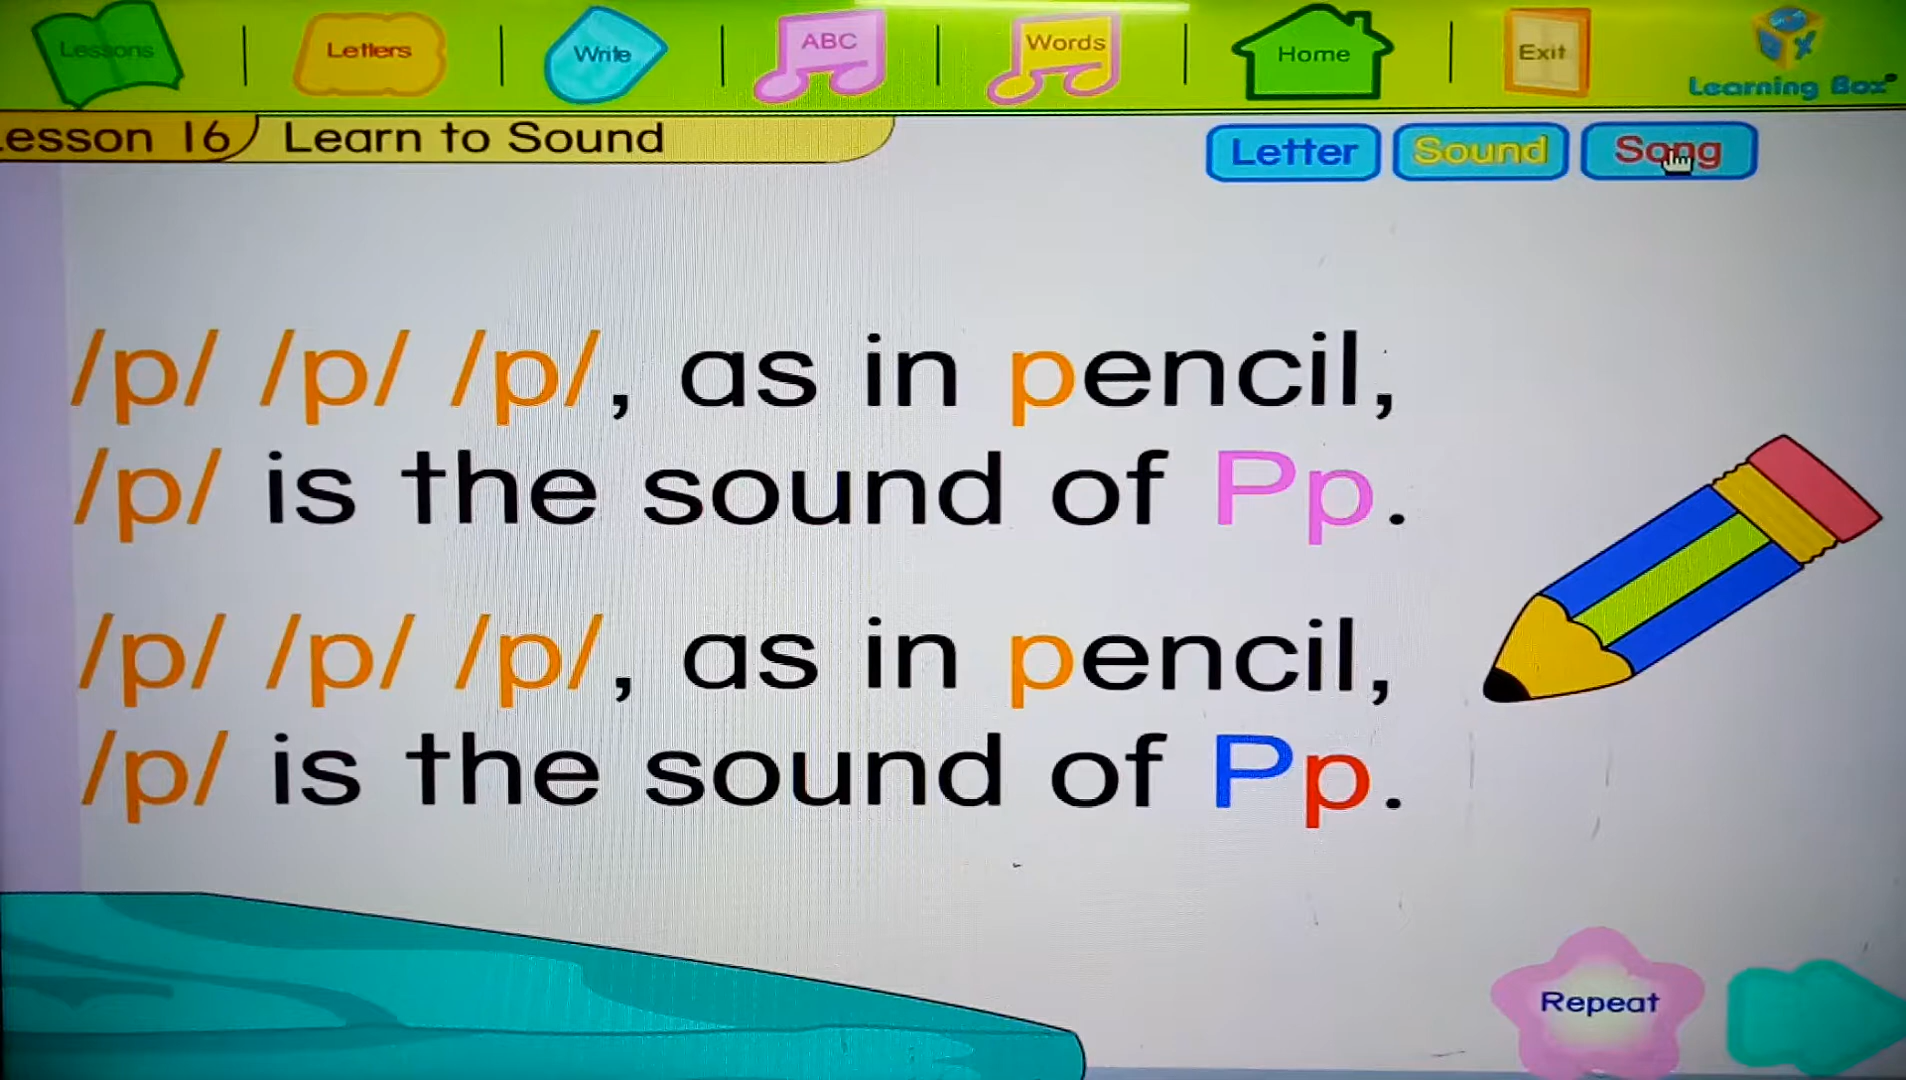 Lessons
Letters
Write
ABC
Words
Home
Exit
Learning Box
esson 16 Learn to Sound
Letter
Sound
Song
/p/ /p/ /p/, as in pencil,
/p/ is the sound of Pp.
/p/ /p/ /p/, as in pencil,
/p/ is the sound of Pp.
Repeat